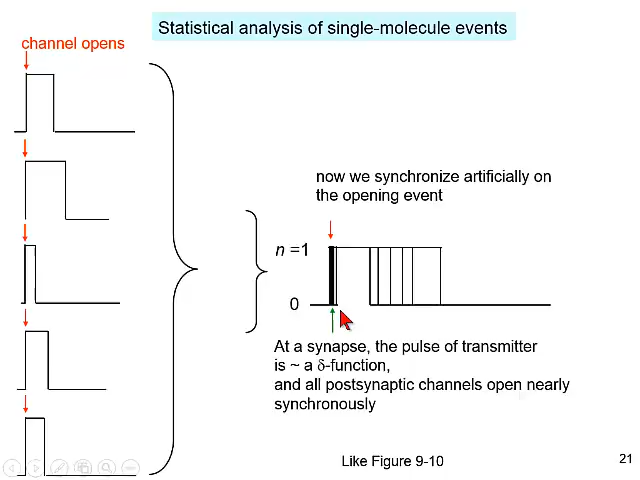 Statistical analysis of single-molecule events
channel opens
now we synchronize artificially on
the opening event
n =1
0
At a synapse, the pulse of transmitter
is ~ a δ-function,
and all postsynaptic channels open nearly
synchronously
Like Figure 9-10
21